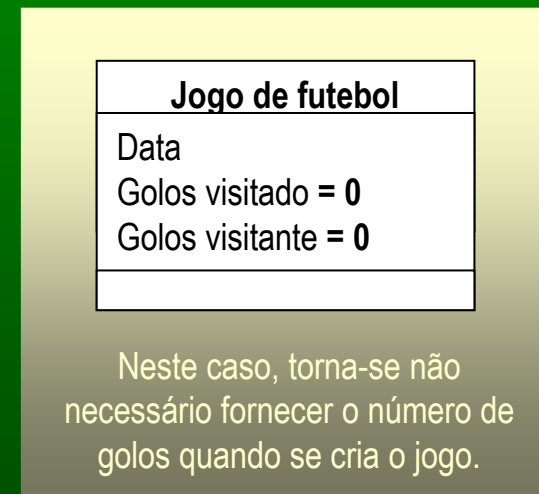 Jogo de futebol
Data
Golos visitado = 0
Golos visitante = 0
Neste caso, torna-se não
necessário fornecer o número de
golos quando se cria o jogo.